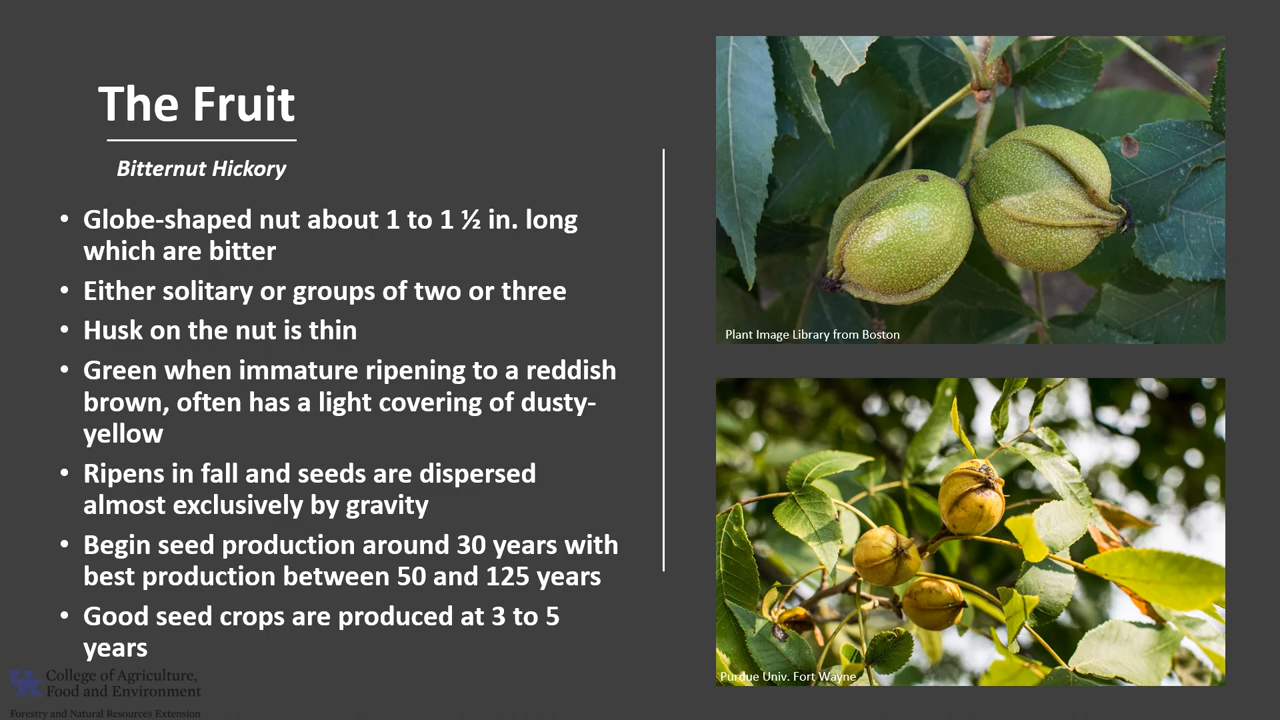 The Fruit
Bitternut Hickory
• Globe-shaped nut about 1 to 1 ½ in. long
which are bitter
• Either solitary or groups of two or three
• Husk on the nut is thin
• Green when immature ripening to a reddish
brown, often has a light covering of dusty-
yellow
• Ripens in fall and seeds are dispersed
almost exclusively by gravity
• Begin seed production around 30 years with
best production between 50 and 125 years
• Good seed crops are produced at 3 to 5
years
Plant Image Library from Boston
Purdue Univ. Fort Wayne
UK
College of Agriculture,
Food and Environment
Forestry and Natural Resources Extension